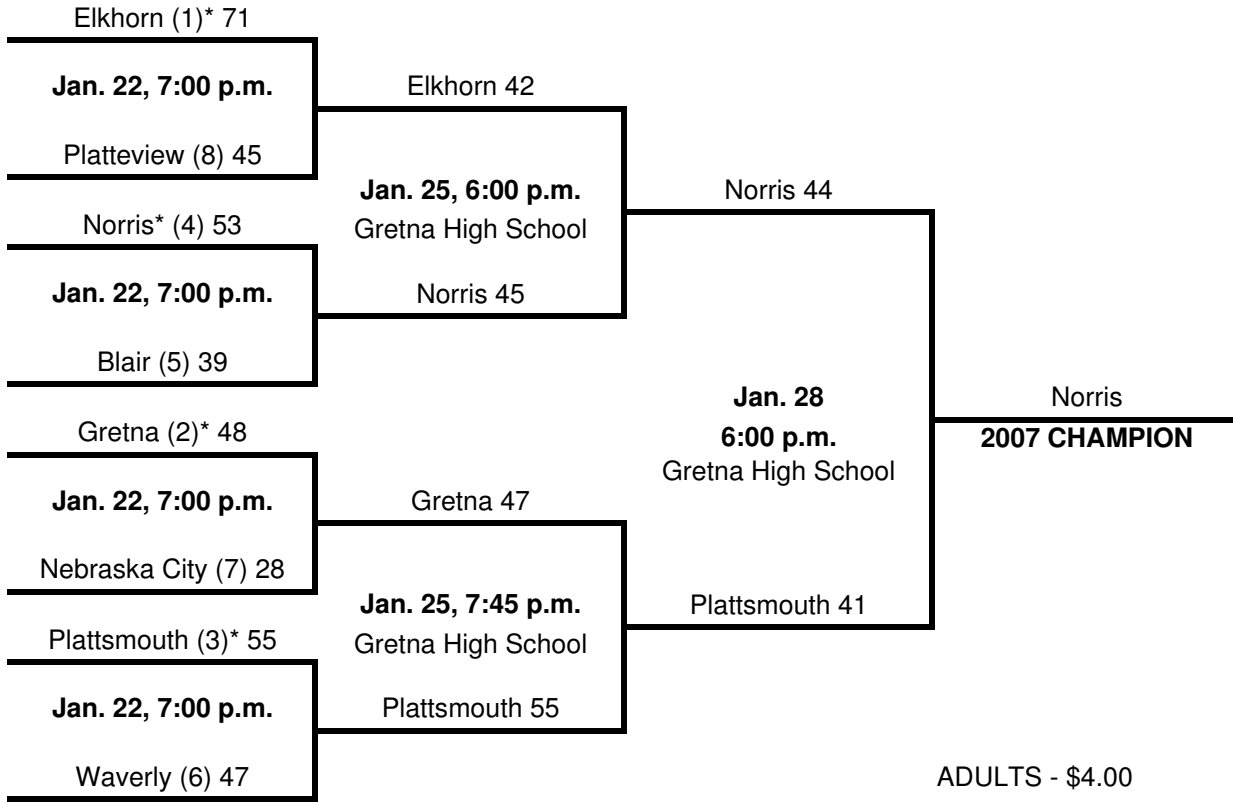 Elkhorn (1)* 71
Jan. 22, 7:00 p.m.
Platteview (8) 45
Norris* (4) 53
Jan. 22, 7:00 p.m.
Blair (5) 39
Gretna (2)* 48
Jan. 22, 7:00 p.m.
Nebraska City (7) 28
Plattsmouth (3)* 55
Jan. 22, 7:00 p.m.
Waverly (6) 47
Elkhorn 42
Jan. 25, 6:00 p.m.
Gretna High School
Norris 45
Gretna 47
Jan. 25, 7:45 p.m.
Gretna High School
Plattsmouth 55
Norris 44
Jan. 28
6:00 p.m.
Gretna High School
Plattsmouth 41
Norris
2007 CHAMPION
ADULTS - $4.00